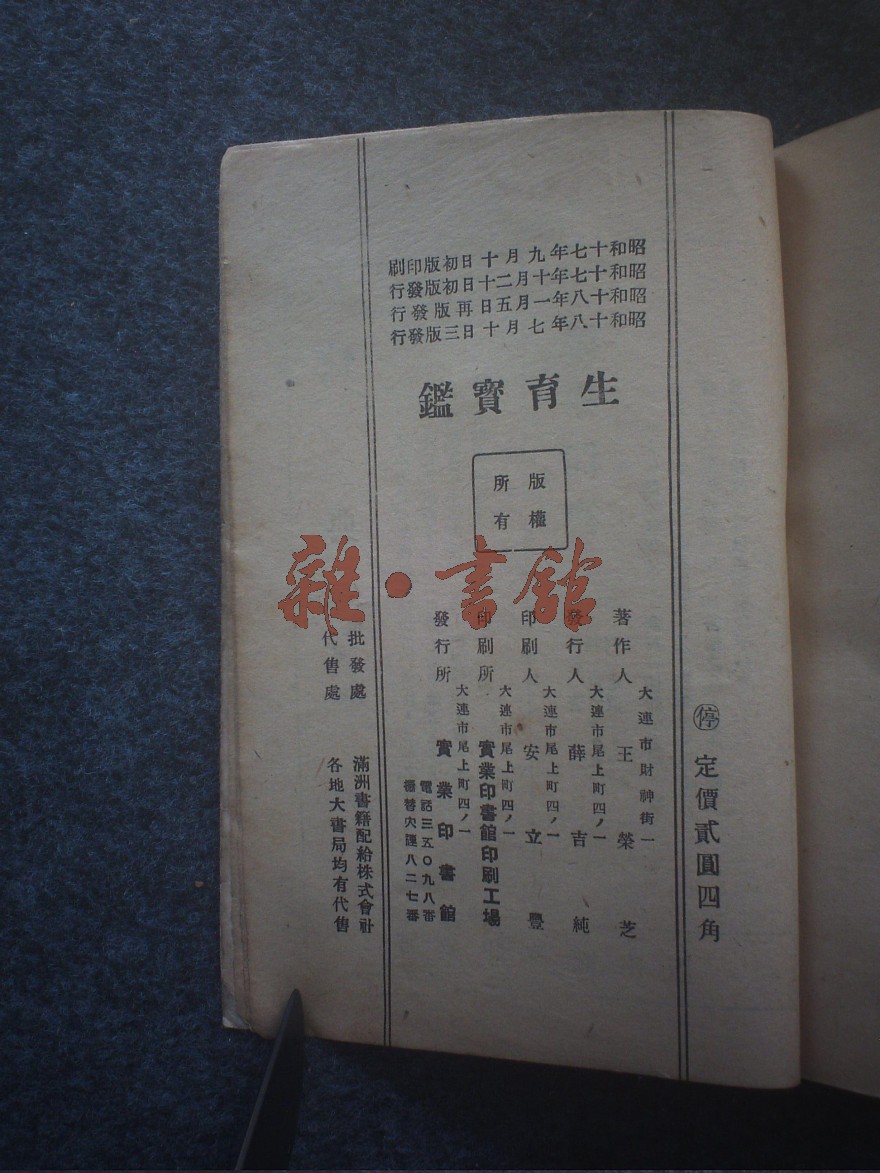 昭和十七年九月十日初版印刷
昭和十七年十月二十日初版發行
昭和十八年一月五日再版發行
昭和十八年七月十日三版發行
生育寶鑑
版權
所有
停 定價貳圓四角
大連市財神街一
著作人 王榮芝
大連市尾上町四ノ一
發行人 薛吉純
大連市尾上町四ノ一
印刷人 安立豐
大連市尾上町四ノ一
印刷所 實業印書館印刷工場
大連市尾上町四ノ一
發行所 實業印書館
電話三五〇九八番
振替大連八二七番
批發處 滿洲書籍配給株式會社
代售處 各地大書局均有代售
雜·書館